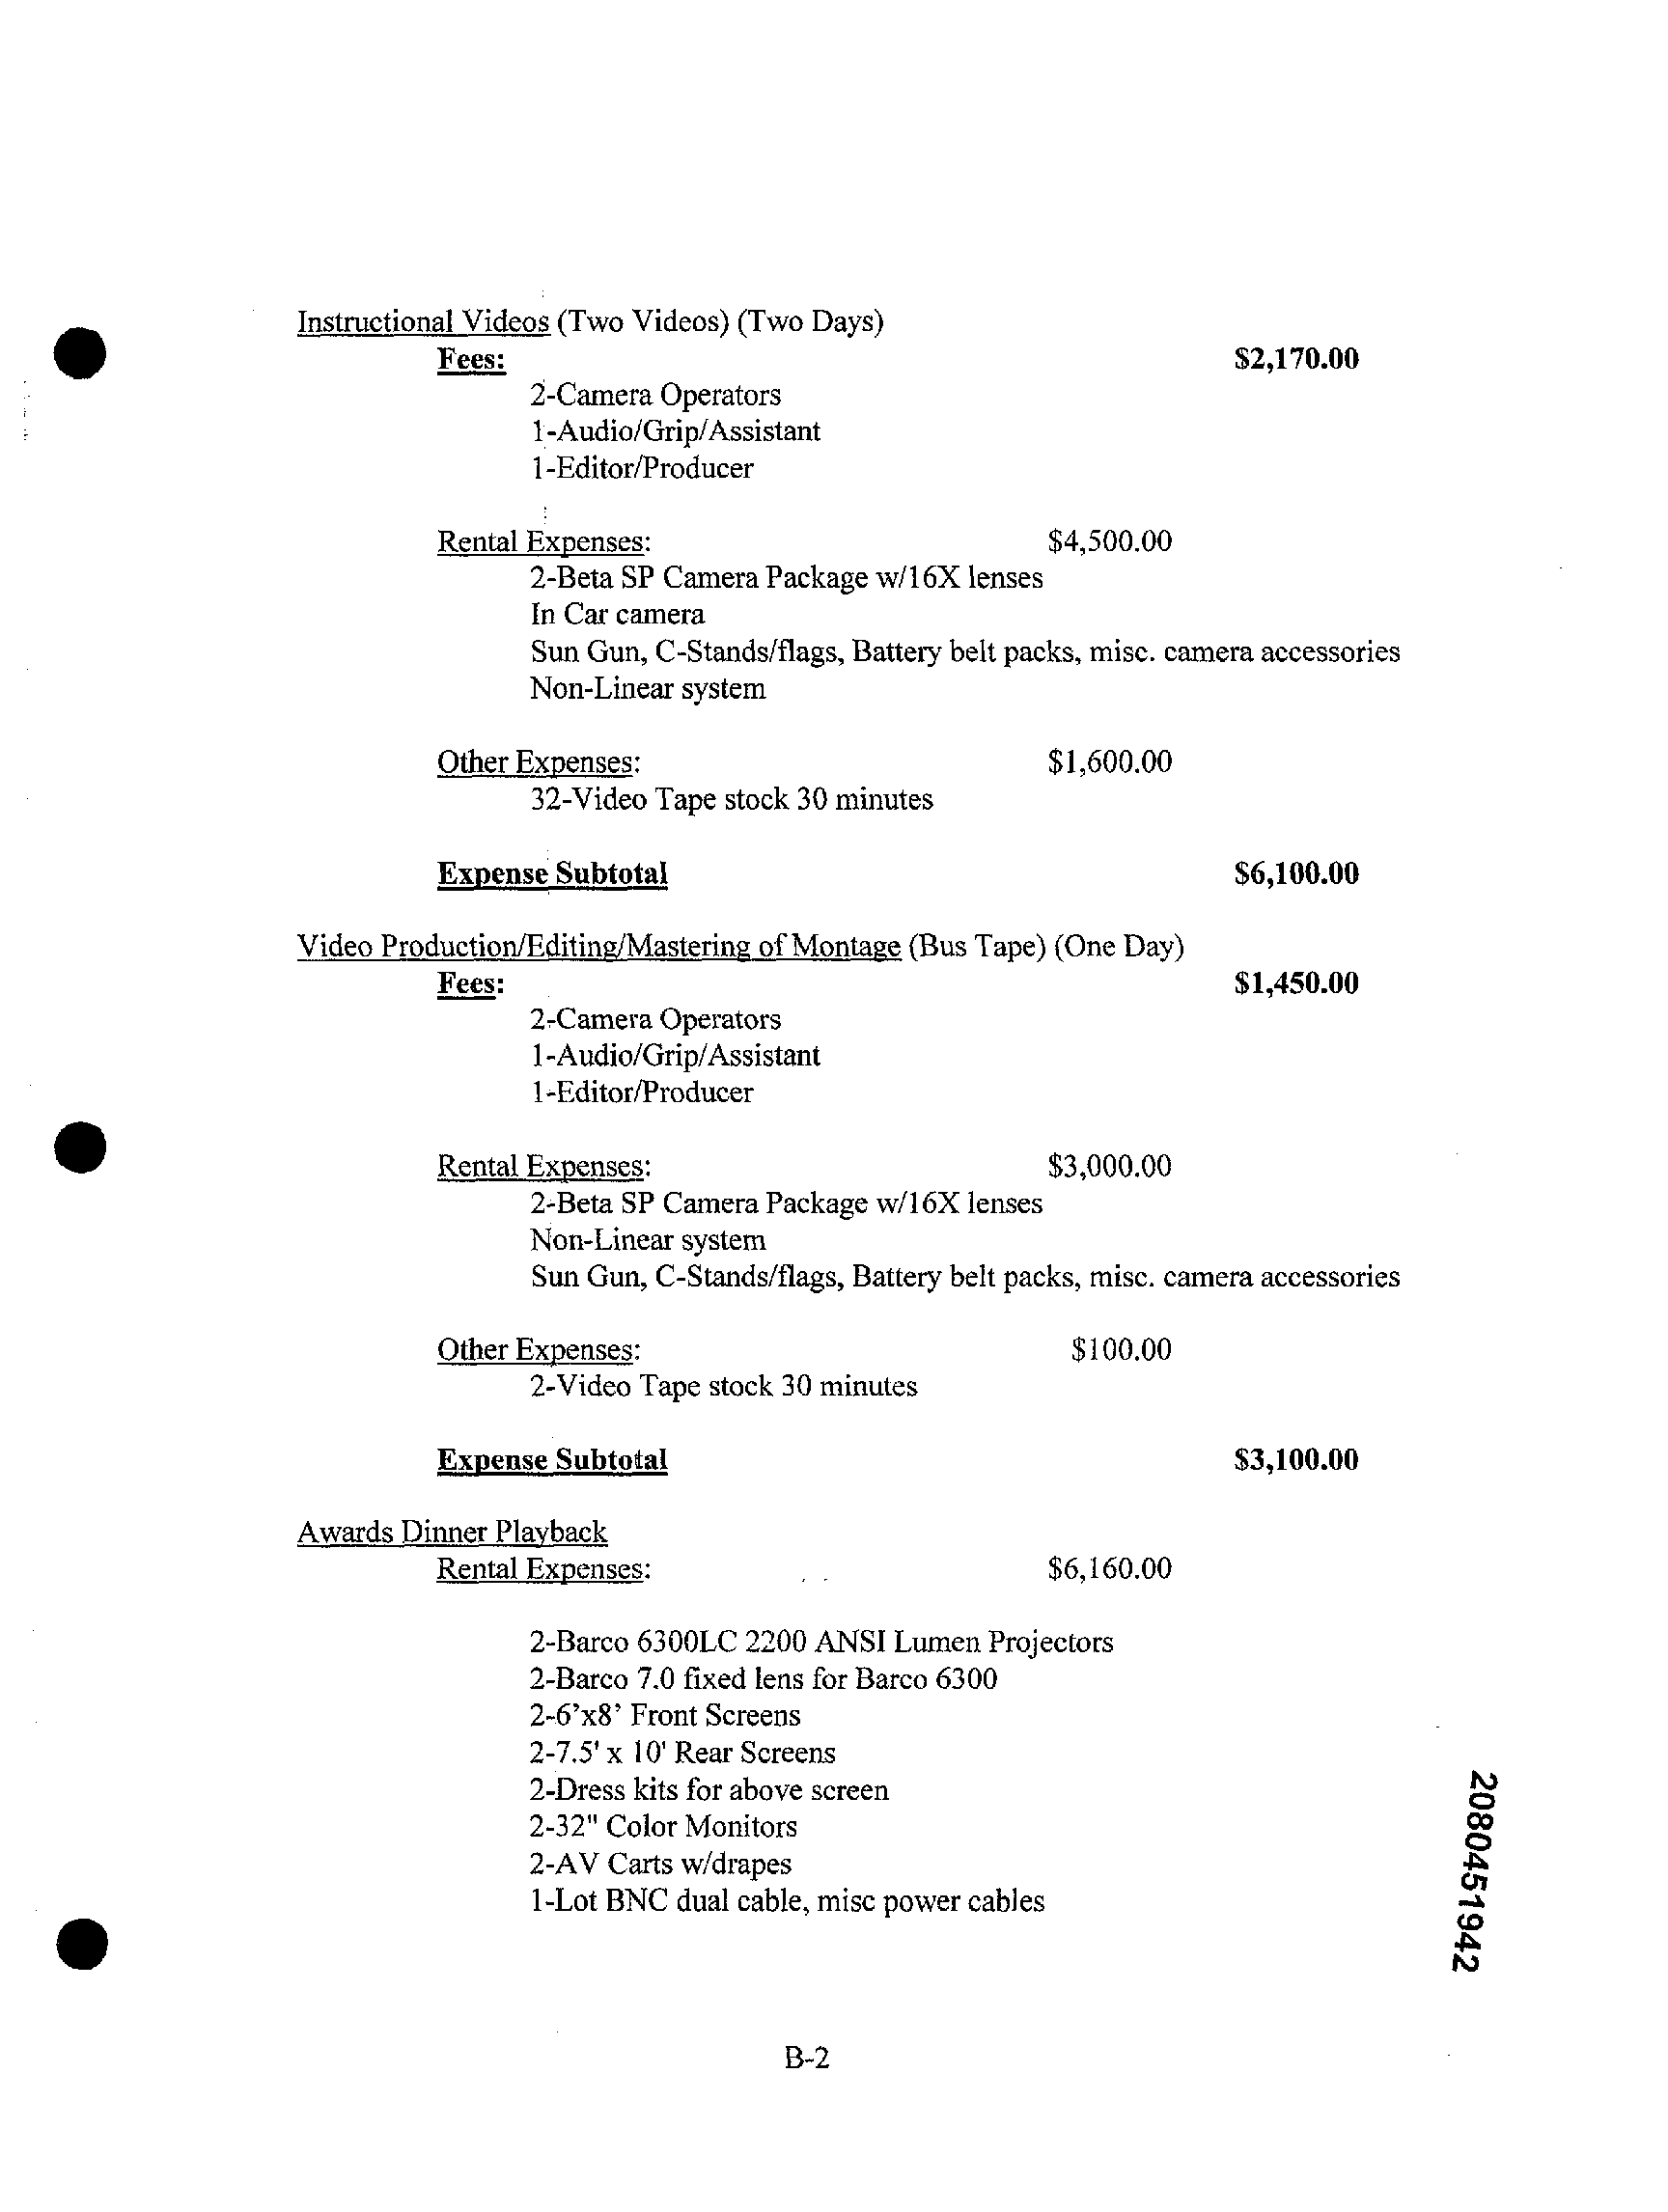 Instructional Videos (Two Videos) (Two Days)
Fees: $2,170.00
2-Camera Operators
1-Audio/Grip/Assistant
1-Editor/Producer
Rental Expenses: $4,500.00
2-Beta SP Camera Package w/16X lenses
In Car camera
Sun Gun, C-Stands/flags, Battery belt packs, misc. camera accessories
Non-Linear system
Other Expenses: $1,600.00
32-Video Tape stock 30 minutes
Expense Subtotal $6,100.00
Video Production/Editing/Mastering of Montage (Bus Tape) (One Day)
Fees: $1,450.00
2-Camera Operators
1-Audio/Grip/Assistant
1-Editor/Producer
Rental Expenses: $3,000.00
2-Beta SP Camera Package w/16X lenses
Non-Linear system
Sun Gun, C-Stands/flags, Battery belt packs, misc. camera accessories
Other Expenses: $100.00
2-Video Tape stock 30 minutes
Expense Subtotal $3,100.00
Awards Dinner Playback
Rental Expenses: $6,160.00
2-Barco 6300LC 2200 ANSI Lumen Projectors
2-Barco 7.0 fixed lens for Barco 6300
2-6’x8’ Front Screens
2-7.5' x 10' Rear Screens
2-Dress kits for above screen
2-32" Color Monitors
2-AV Carts w/drapes
1-Lot BNC dual cable, misc power cables
2080451942
B-2